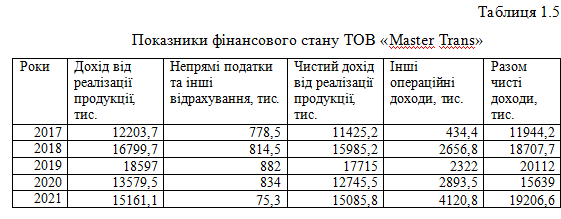 Таблиця 1.5
Показники фінансового стану ТОВ «Master Trans»
Роки Дохід від реалізації продукції, тис. Непрямі податки та інші відрахування, тис. Чистий дохід від реалізації продукції, тис. Інші операційні доходи, тис. Разом чисті доходи, тис.
2017 12203,7 778,5 11425,2 434,4 11944,2
2018 16799,7 814,5 15985,2 2656,8 18707,7
2019 18597 882 17715 2322 20112
2020 13579,5 834 12745,5 2893,5 15639
2021 15161,1 75,3 15085,8 4120,8 19206,6